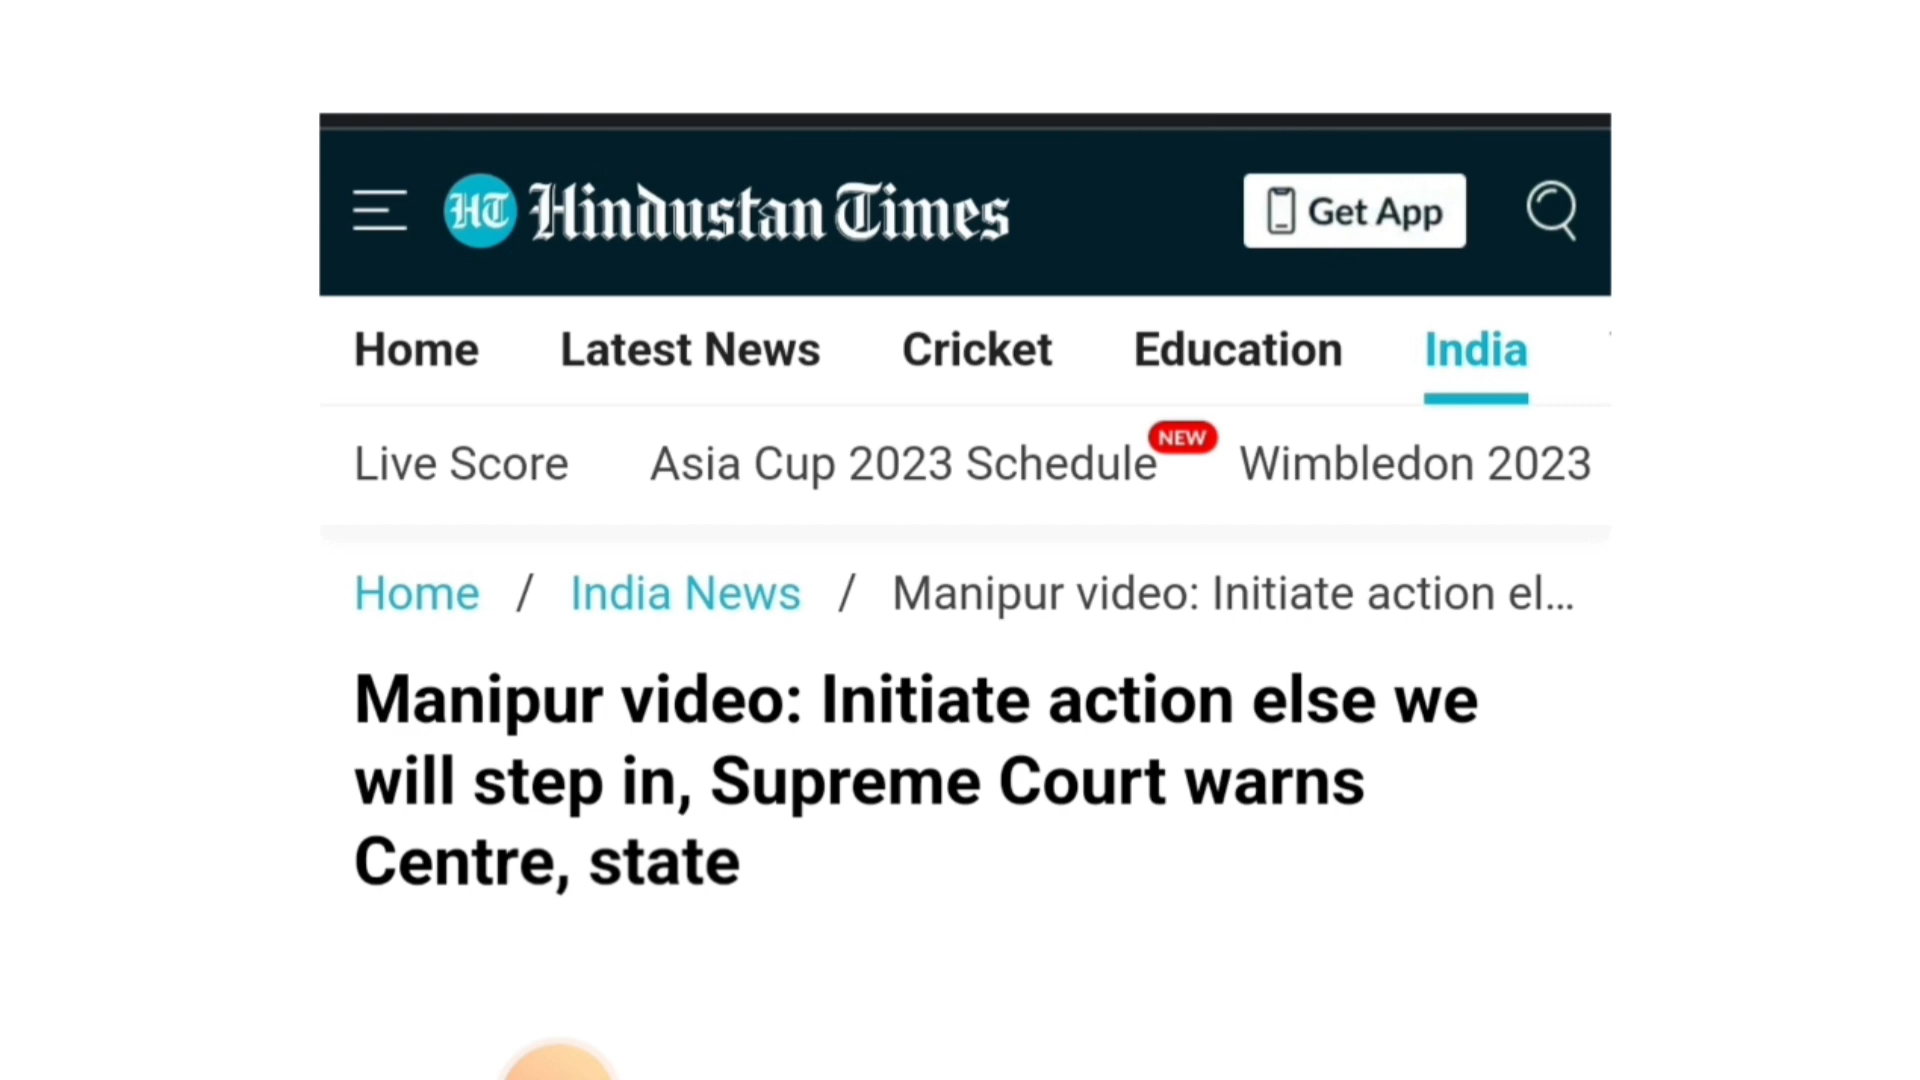 HT Hindustan Times Get App
Home Latest News Cricket Education India
Live Score Asia Cup 2023 Schedule NEW Wimbledon 2023
Home / India News / Manipur video: Initiate action el...
Manipur video: Initiate action else we
will step in, Supreme Court warns
Centre, state